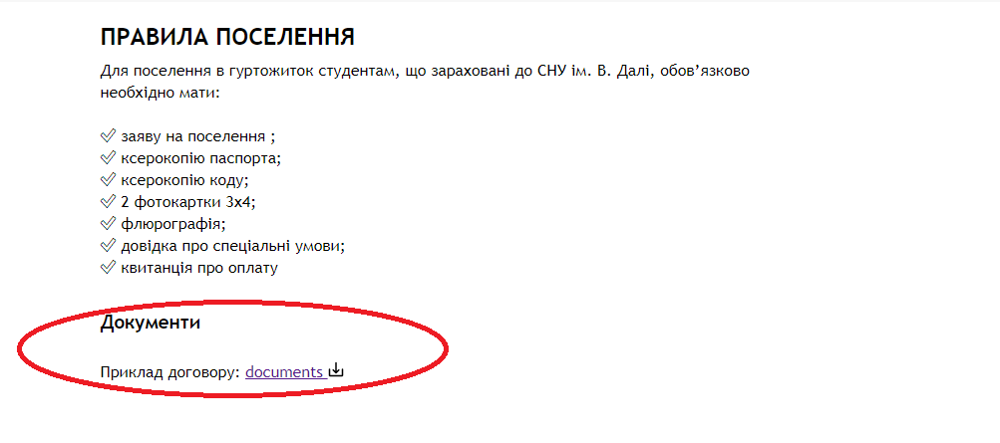 ПРАВИЛА ПОСЕЛЕННЯ
Для поселення в гуртожиток студентам, що зараховані до СНУ ім. В. Далі, обов’язково
необхідно мати:
заяву на поселення ;
ксерокопію паспорта;
ксерокопію коду;
2 фотокартки 3х4;
флюрографія;
довідка про спеціальні умови;
квитанція про оплату
Документи
Приклад договору: documents